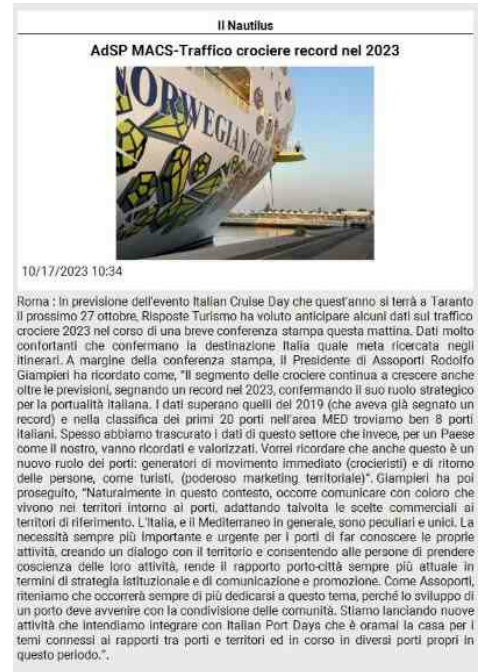 Il Nautilus
AdSP MACS-Traffico crociere record nel 2023
NORWEGIAN GEM
10/17/2023 10:34
Roma : In previsione dell'evento Italian Cruise Day che quest'anno si terrà a Taranto
il prossimo 27 ottobre, Risposte Turismo ha voluto anticipare alcuni dati sul traffico
crociere 2023 nel corso di una breve conferenza stampa questa mattina. Dati molto
confortanti che confermano la destinazione Italia quale meta ricercata negli
itinerari. A margine della conferenza stampa, il Presidente di Assoporti Rodolfo
Giampieri ha ricordato come, "Il segmento delle crociere continua a crescere anche
oltre le previsioni, segnando un record nel 2023, confermando il suo ruolo strategico
per la portualità italiana. I dati superano quelli del 2019 (che aveva già segnato un
record) e nella classifica dei primi 20 porti nell'area MED troviamo ben 8 porti
italiani. Spesso abbiamo trascurato i dati di questo settore che invece, per un Paese
come il nostro, vanno ricordati e valorizzati. Vorrei ricordare che anche questo è un
nuovo ruolo dei porti: generatori di movimento immediato (crocieristi) e di ritorno
delle persone, come turisti, (poderoso marketing territoriale)". Giampieri ha poi
proseguito, "Naturalmente in questo contesto, occorre comunicare con coloro che
vivono nei territori intorno ai porti, adattando talvolta le scelte commerciali ai
territori di riferimento. L'Italia, e il Mediterraneo in generale, sono peculiari e unici. La
necessità sempre più importante e urgente per i porti di far conoscere le proprie
attività, creando un dialogo con il territorio e consentendo alle persone di prendere
coscienza delle loro attività, rende il rapporto porto-città sempre più attuale in
termini di strategia istituzionale e di comunicazione e promozione. Come Assoporti,
riteniamo che occorrerà sempre di più dedicarsi a questo tema, perché lo sviluppo di
un porto deve avvenire con la condivisione delle comunità. Stiamo lanciando nuove
attività che intendiamo integrare con Italian Port Days che è oramai la casa per i
temi connessi ai rapporti tra porti e territori ed in corso in diversi porti propri in
questo periodo.".